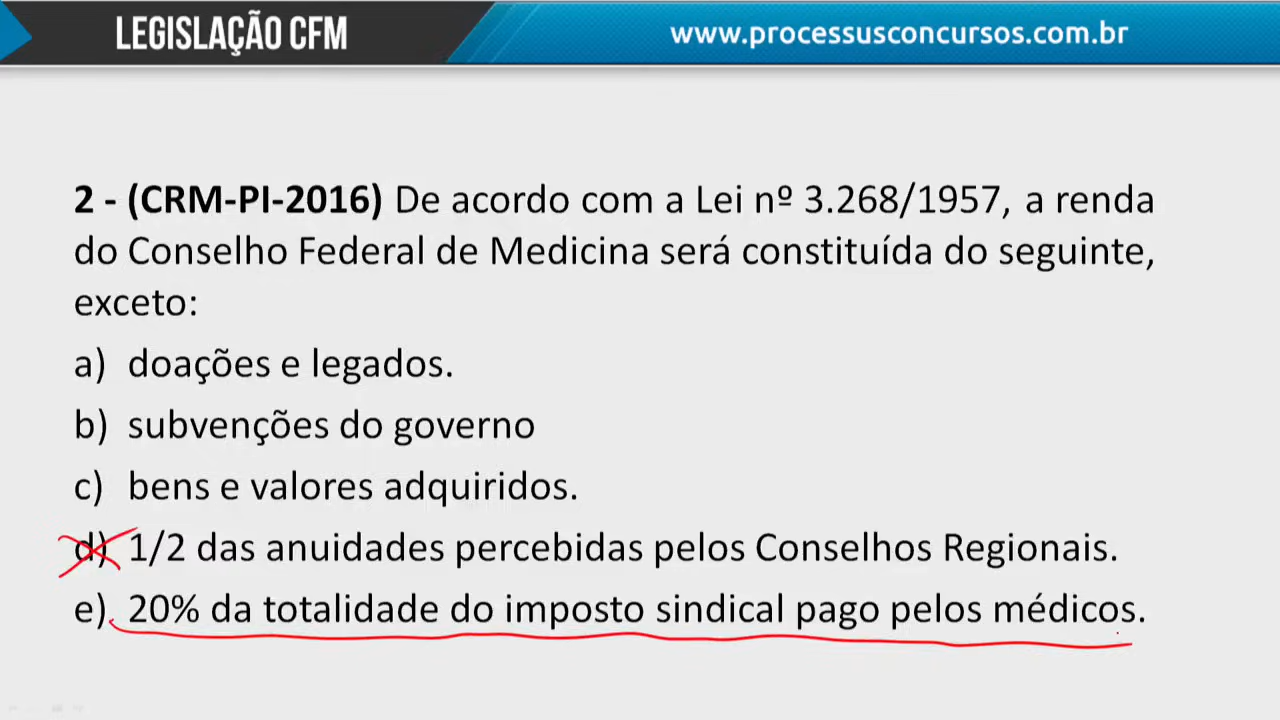 LEGISLAÇÃO CFM
www.processusconcursos.com.br
2 - (CRM-PI-2016) De acordo com a Lei nº 3.268/1957, a renda
do Conselho Federal de Medicina será constituída do seguinte,
exceto:
a) doações e legados.
b) subvenções do governo
c) bens e valores adquiridos.
d) 1/2 das anuidades percebidas pelos Conselhos Regionais.
e) 20% da totalidade do imposto sindical pago pelos médicos.